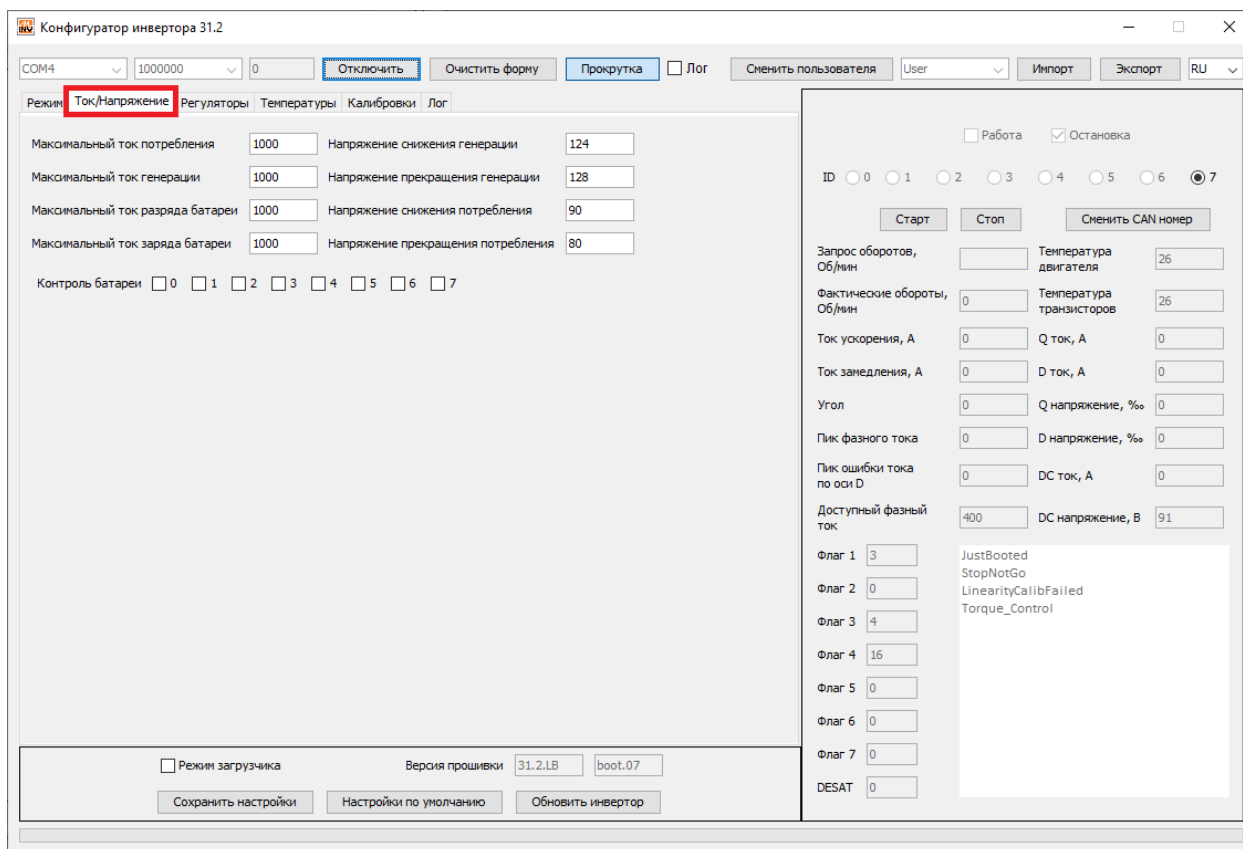 INV Конфигуратор инвертора 31.2
COM4 1000000 0 Отключить Очистить форму Прокрутка Лог Сменить пользователя User Импорт Экспорт RU
Режим Ток/Напряжение Регуляторы Температуры Калибровки Лог
Максимальный ток потребления 1000 Напряжение снижения генерации 124
Максимальный ток генерации 1000 Напряжение прекращения генерации 128
Максимальный ток разряда батареи 1000 Напряжение снижения потребления 90
Максимальный ток заряда батареи 1000 Напряжение прекращения потребления 80
Контроль батареи 0 1 2 3 4 5 6 7
Режим загрузчика Версия прошивки 31.2.LB boot.07
Сохранить настройки Настройки по умолчанию Обновить инвертор
Работа Остановка
ID 0 1 2 3 4 5 6 7
Старт Стоп Сменить CAN номер
Запрос оборотов,
Об/мин
Температура
двигателя
26
Фактические обороты,
Об/мин
0
Температура
транзисторов
26
Ток ускорения, А 0 Q ток, А 0
Ток замедления, А 0 D ток, А 0
Угол 0 Q напряжение, ‰ 0
Пик фазного тока 0 D напряжение, ‰ 0
Пик ошибки тока
по оси D
0 DC ток, А 0
Доступный фазный
ток
400 DC напряжение, В 91
Флаг 1 3
Флаг 2 0
Флаг 3 4
Флаг 4 16
Флаг 5 0
Флаг 6 0
Флаг 7 0
DESAT 0
JustBooted
StopNotGo
LinearityCalibFailed
Torque_Control